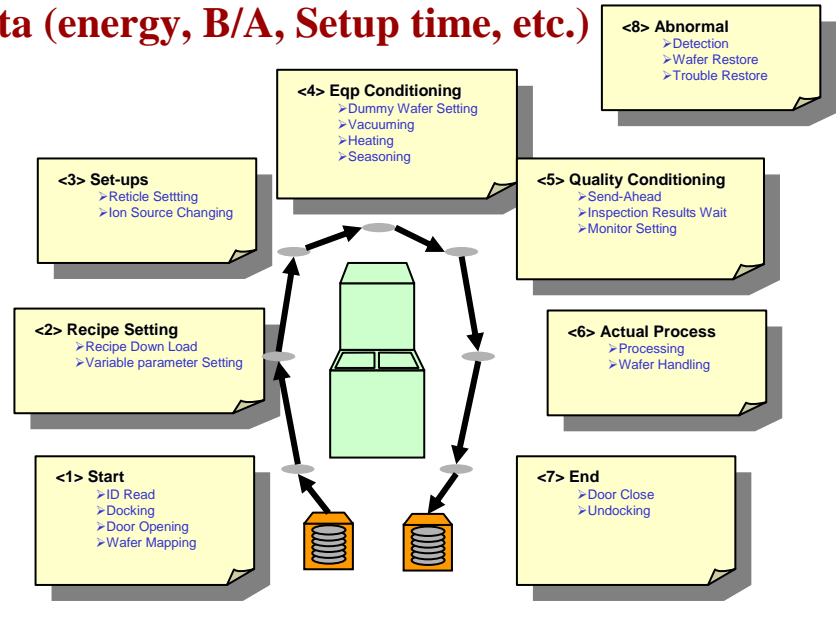 ta (energy, B/A, Setup time, etc.)
<8> Abnormal
➢Detection
➢Wafer Restore
➢Trouble Restore
<4> Eqp Conditioning
➢Dummy Wafer Setting
➢Vacuuming
➢Heating
➢Seasoning
<3> Set-ups
➢Reticle Settting
➢Ion Source Changing
<5> Quality Conditioning
➢Send-Ahead
➢Inspection Results Wait
➢Monitor Setting
<2> Recipe Setting
➢Recipe Down Load
➢Variable parameter Setting
<6> Actual Process
➢Processing
➢Wafer Handling
<1> Start
➢ID Read
➢Docking
➢Door Opening
➢Wafer Mapping
<7> End
➢Door Close
➢Undocking